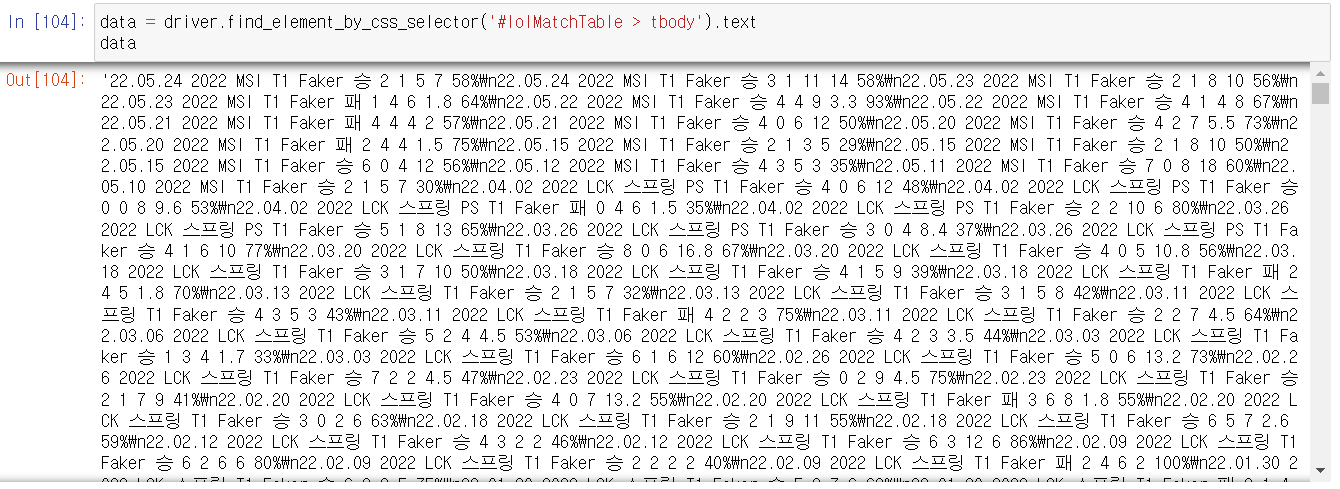 In [104]: data = driver.find_element_by_css_selector('#lolMatchTable > tbody').text
data
Out[104]: '22.05.24 2022 MSI T1 Faker 승 2 1 5 7 58%₩n22.05.24 2022 MSI T1 Faker 승 3 1 11 14 58%₩n22.05.23 2022 MSI T1 Faker 승 2 1 8 10 56%₩n
22.05.23 2022 MSI T1 Faker 패 1 4 6 1.8 64%₩n22.05.22 2022 MSI T1 Faker 승 4 4 9 3.3 93%₩n22.05.22 2022 MSI T1 Faker 승 4 1 4 8 67%₩n
22.05.21 2022 MSI T1 Faker 패 4 4 4 2 57%₩n22.05.21 2022 MSI T1 Faker 승 4 0 6 12 50%₩n22.05.20 2022 MSI T1 Faker 승 4 2 7 5.5 73%₩n2
2.05.20 2022 MSI T1 Faker 패 2 4 4 1.5 75%₩n22.05.15 2022 MSI T1 Faker 승 2 1 3 5 29%₩n22.05.15 2022 MSI T1 Faker 승 2 1 8 10 50%₩n2
2.05.15 2022 MSI T1 Faker 승 6 0 4 12 56%₩n22.05.12 2022 MSI T1 Faker 승 4 3 5 3 35%₩n22.05.11 2022 MSI T1 Faker 승 7 0 8 18 60%₩n22.
05.10 2022 MSI T1 Faker 승 2 1 5 7 30%₩n22.04.02 2022 LCK 스프링 PS T1 Faker 승 4 0 6 12 48%₩n22.04.02 2022 LCK 스프링 PS T1 Faker 승
0 0 8 9.6 53%₩n22.04.02 2022 LCK 스프링 PS T1 Faker 패 0 4 6 1.5 35%₩n22.04.02 2022 LCK 스프링 PS T1 Faker 승 2 2 10 6 80%₩n22.03.26
2022 LCK 스프링 PS T1 Faker 승 5 1 8 13 65%₩n22.03.26 2022 LCK 스프링 PS T1 Faker 승 3 0 4 8.4 37%₩n22.03.26 2022 LCK 스프링 PS T1 Fa
ker 승 4 1 6 10 77%₩n22.03.20 2022 LCK 스프링 T1 Faker 승 8 0 6 16.8 67%₩n22.03.20 2022 LCK 스프링 T1 Faker 승 4 0 5 10.8 56%₩n22.03.
18 2022 LCK 스프링 T1 Faker 승 3 1 7 10 50%₩n22.03.18 2022 LCK 스프링 T1 Faker 승 4 1 5 9 39%₩n22.03.18 2022 LCK 스프링 T1 Faker 패 2
4 5 1.8 70%₩n22.03.13 2022 LCK 스프링 T1 Faker 승 2 1 5 7 32%₩n22.03.13 2022 LCK 스프링 T1 Faker 승 3 1 5 8 42%₩n22.03.11 2022 LCK 스
프링 T1 Faker 승 4 3 5 3 43%₩n22.03.11 2022 LCK 스프링 T1 Faker 패 4 2 2 3 75%₩n22.03.11 2022 LCK 스프링 T1 Faker 승 2 2 7 4.5 64%₩n2
2.03.06 2022 LCK 스프링 T1 Faker 승 5 2 4 4.5 53%₩n22.03.06 2022 LCK 스프링 T1 Faker 승 4 2 3 3.5 44%₩n22.03.03 2022 LCK 스프링 T1 Fa
ker 승 1 3 4 1.7 33%₩n22.03.03 2022 LCK 스프링 T1 Faker 승 6 1 6 12 60%₩n22.02.26 2022 LCK 스프링 T1 Faker 승 5 0 6 13.2 73%₩n22.02.2
6 2022 LCK 스프링 T1 Faker 승 7 2 2 4.5 47%₩n22.02.23 2022 LCK 스프링 T1 Faker 승 0 2 9 4.5 75%₩n22.02.23 2022 LCK 스프링 T1 Faker 승
2 1 7 9 41%₩n22.02.20 2022 LCK 스프링 T1 Faker 승 4 0 7 13.2 55%₩n22.02.20 2022 LCK 스프링 T1 Faker 패 3 6 8 1.8 55%₩n22.02.20 2022 L
CK 스프링 T1 Faker 승 3 0 2 6 63%₩n22.02.18 2022 LCK 스프링 T1 Faker 승 2 1 9 11 55%₩n22.02.18 2022 LCK 스프링 T1 Faker 승 6 5 7 2.6
59%₩n22.02.12 2022 LCK 스프링 T1 Faker 승 4 3 2 2 46%₩n22.02.12 2022 LCK 스프링 T1 Faker 승 6 3 12 6 86%₩n22.02.09 2022 LCK 스프링 T1
Faker 승 6 2 6 6 80%₩n22.02.09 2022 LCK 스프링 T1 Faker 승 2 2 2 2 40%₩n22.02.09 2022 LCK 스프링 T1 Faker 패 2 4 6 2 100%₩n22.01.30 2